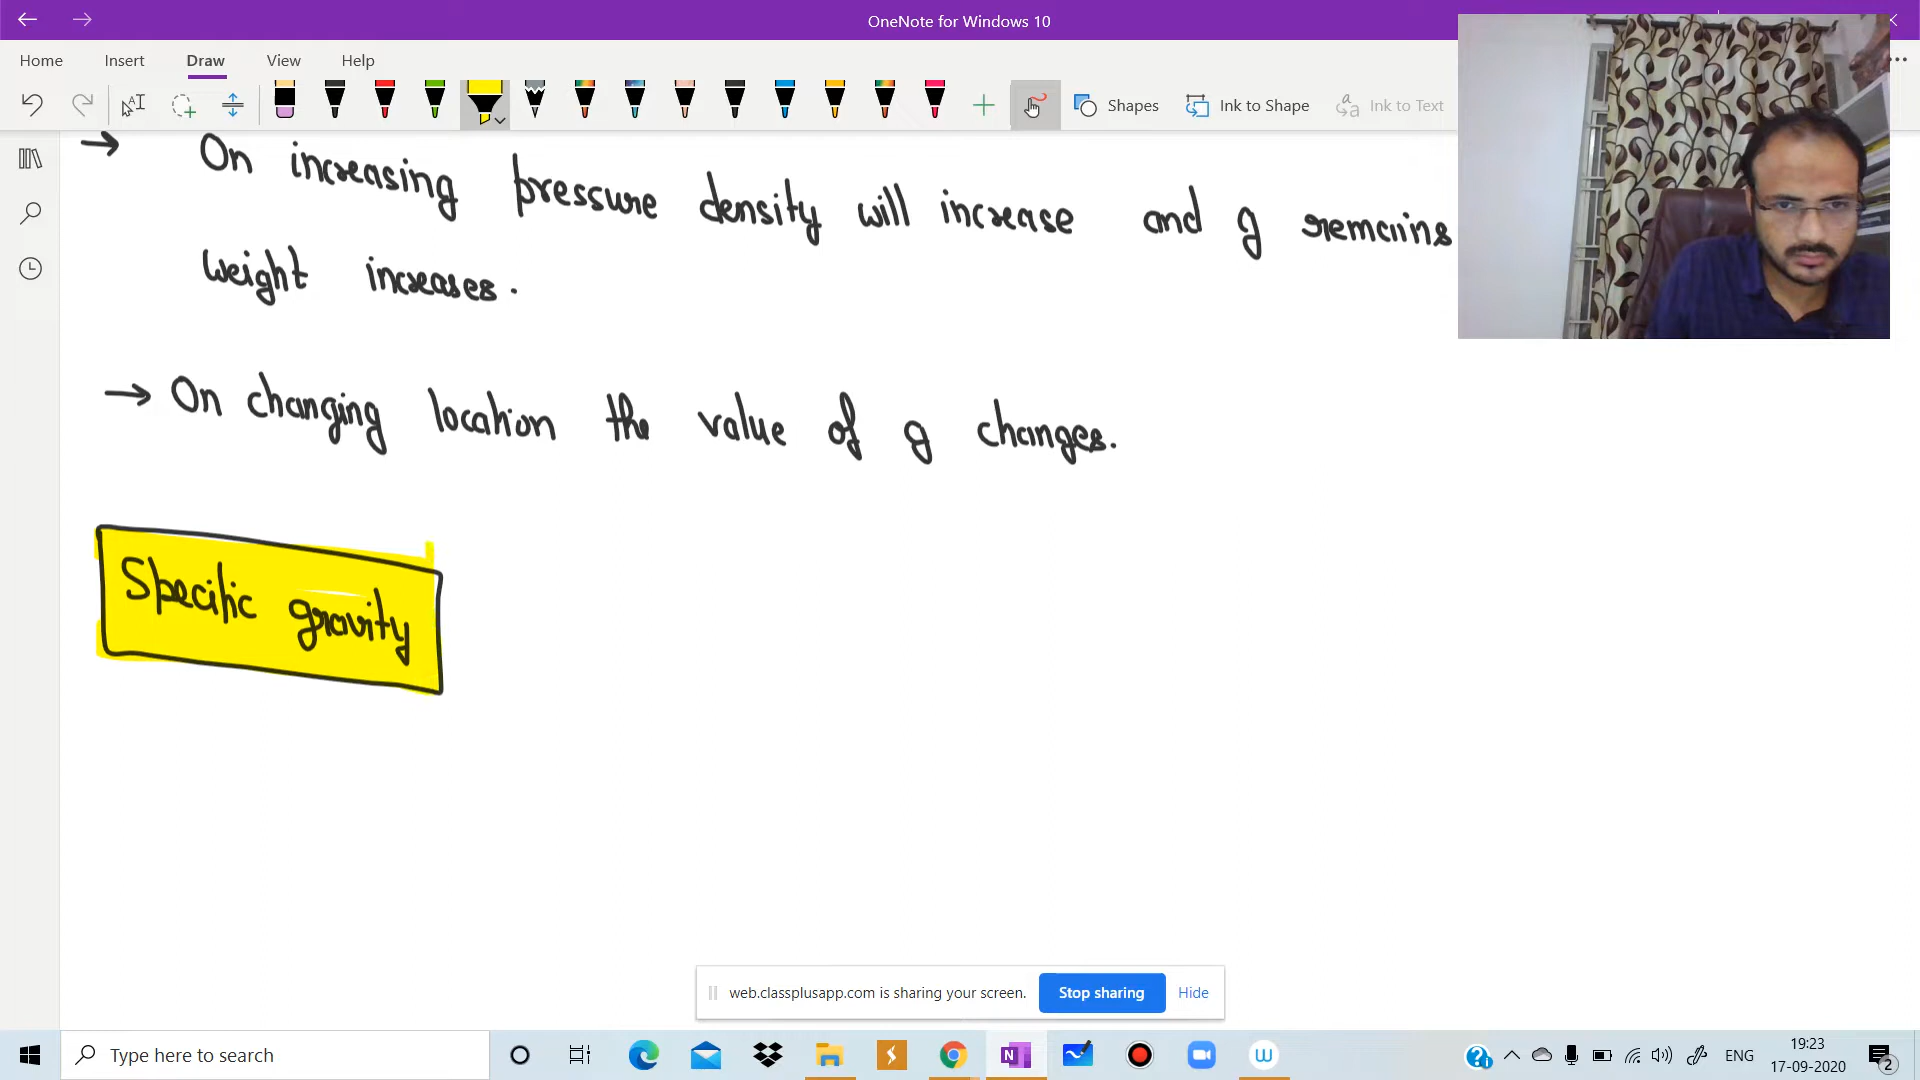 OneNote for Windows 10
Home Insert Draw View Help
Shapes Ink to Shape Ink to Text
→ On increasing pressure density will increase and g remains
weight increases.
→ On changing location the value of g changes.
Specific gravity
web.classplusapp.com is sharing your screen. Stop sharing Hide
Type here to search
ENG
19:23
17-09-2020
2